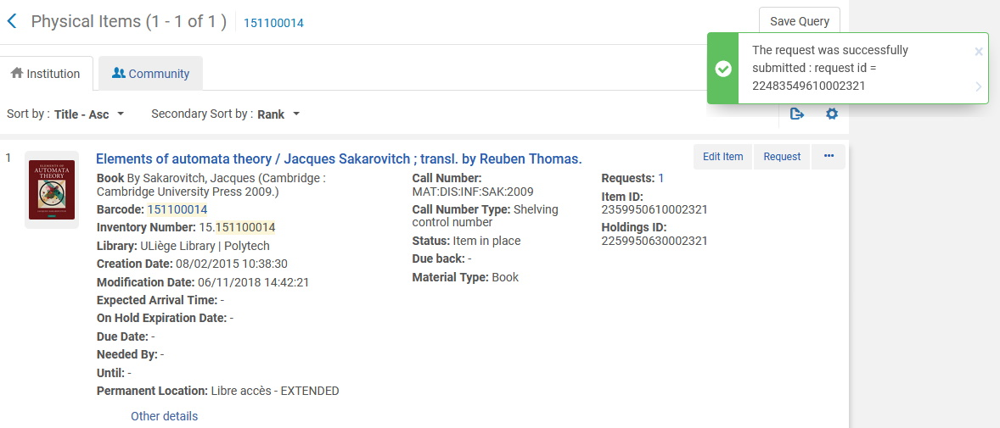 Physical Items (1 - 1 of 1 ) 151100014
Save Query
The request was successfully
submitted : request id =
22483549610002321
Institution
Community
Sort by : Title - Asc Secondary Sort by : Rank
1
AUTOMATA
THEORY
Elements of automata theory / Jacques Sakarovitch ; transl. by Reuben Thomas.
Edit Item
Request
Book By Sakarovitch, Jacques (Cambridge :
Cambridge University Press 2009.)
Barcode: 151100014
Inventory Number: 15.151100014
Library: ULiège Library | Polytech
Creation Date: 08/02/2015 10:38:30
Modification Date: 06/11/2018 14:42:21
Expected Arrival Time: -
On Hold Expiration Date: -
Due Date: -
Needed By: -
Until: -
Permanent Location: Libre accès - EXTENDED
Call Number:
MAT:DIS:INF:SAK:2009
Call Number Type: Shelving
control number
Status: Item in place
Due back: -
Material Type: Book
Requests: 1
Item ID:
2359950610002321
Holdings ID:
2259950630002321
Other details